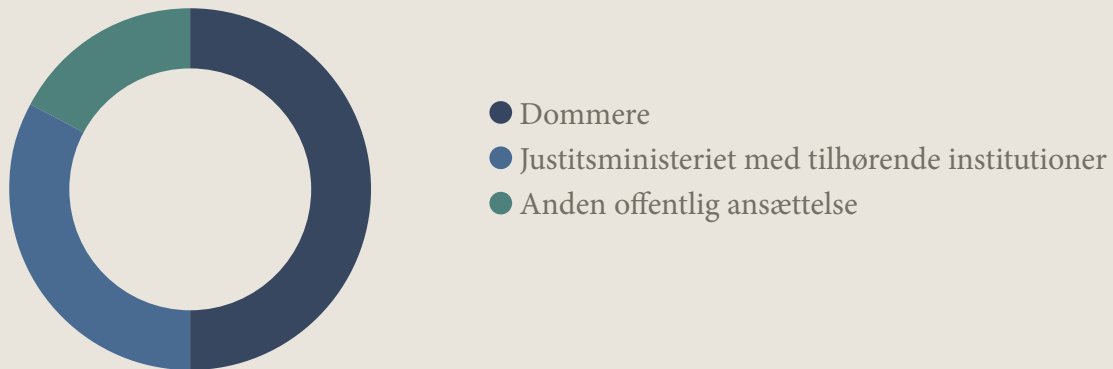 Dommere
Justitsministeriet med tilhørende institutioner
Anden offentlig ansættelse